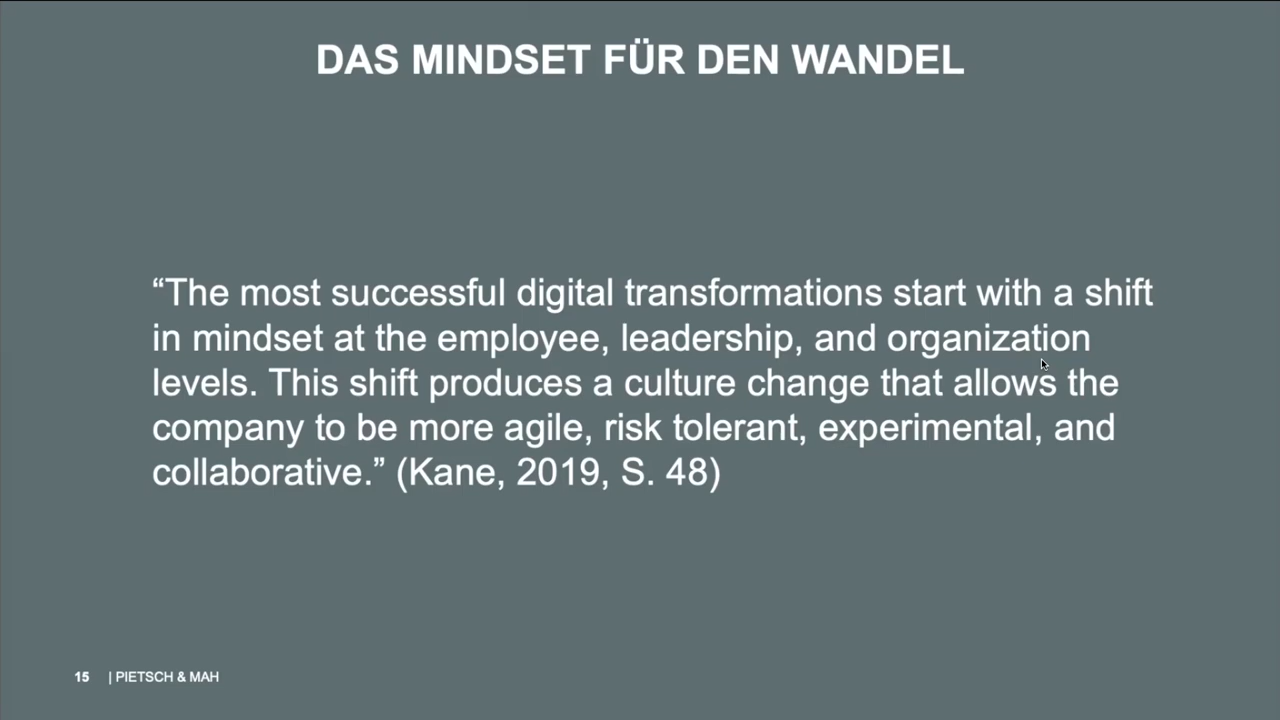 DAS MINDSET FÜR DEN WANDEL
“The most successful digital transformations start with a shift
in mindset at the employee, leadership, and organization
levels. This shift produces a culture change that allows the
company to be more agile, risk tolerant, experimental, and
collaborative.” (Kane, 2019, S. 48)
15 | PIETSCH & MAH